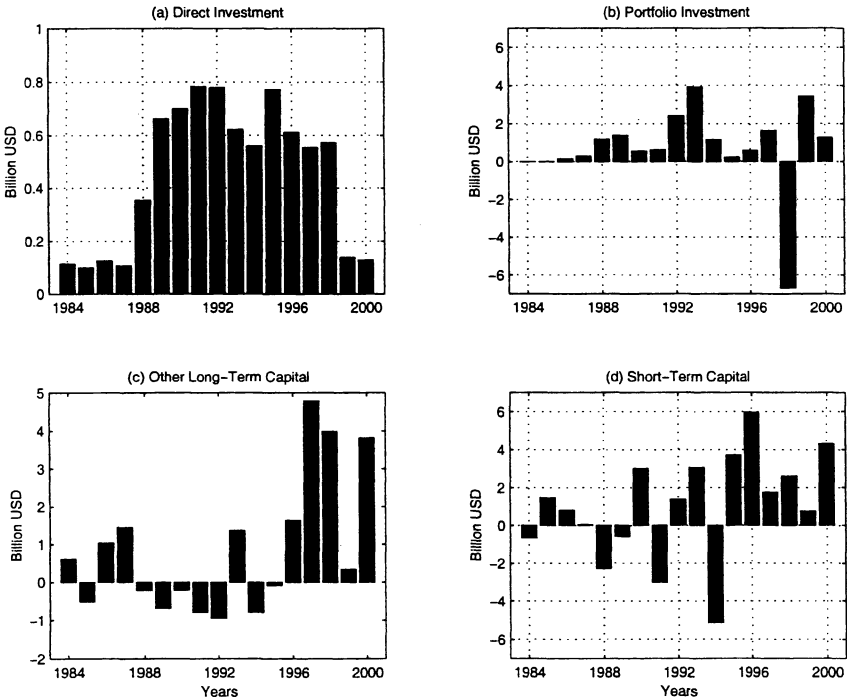 (a) Direct Investment
1
0.8
0.6
0.4
0.2
0
Billion USD
1984 1988 1992 1996 2000
(b) Portfolio Investment
6
4
2
0
−2
−4
−6
Billion USD
1984 1988 1992 1996 2000
(c) Other Long−Term Capital
5
4
3
2
1
0
−1
−2
Billion USD
1984 1988 1992 1996 2000
Years
(d) Short−Term Capital
6
4
2
0
−2
−4
−6
Billion USD
1984 1988 1992 1996 2000
Years